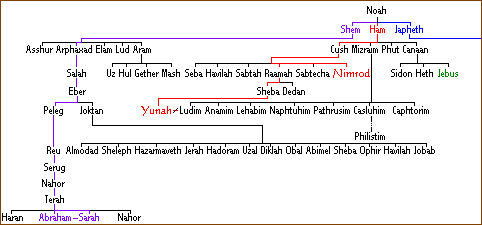 Noah
Shem Ham Japheth
Asshur Arphaxad Elam Lud Aram Cush Mizraim Phut Canaan
Salah Uz Hul Gether Mash Seba Havilah Sabtah Raamah Sabtecha Nimrod Sidon Heth Jebus
Eber Sheba Dedan
Peleg Joktan Yunah≠ Ludim Anamim Lehabim Naphtuhim Pathrusim Casluhim Caphtorim
Philistim
Reu Almodad Sheleph Hazarmaveth Jerah Hadoram Uzal Diklah Obal Abimel Sheba Ophir Havilah Jobab
Serug
Nahor
Terah
Haran Abraham-Sarah Nahor